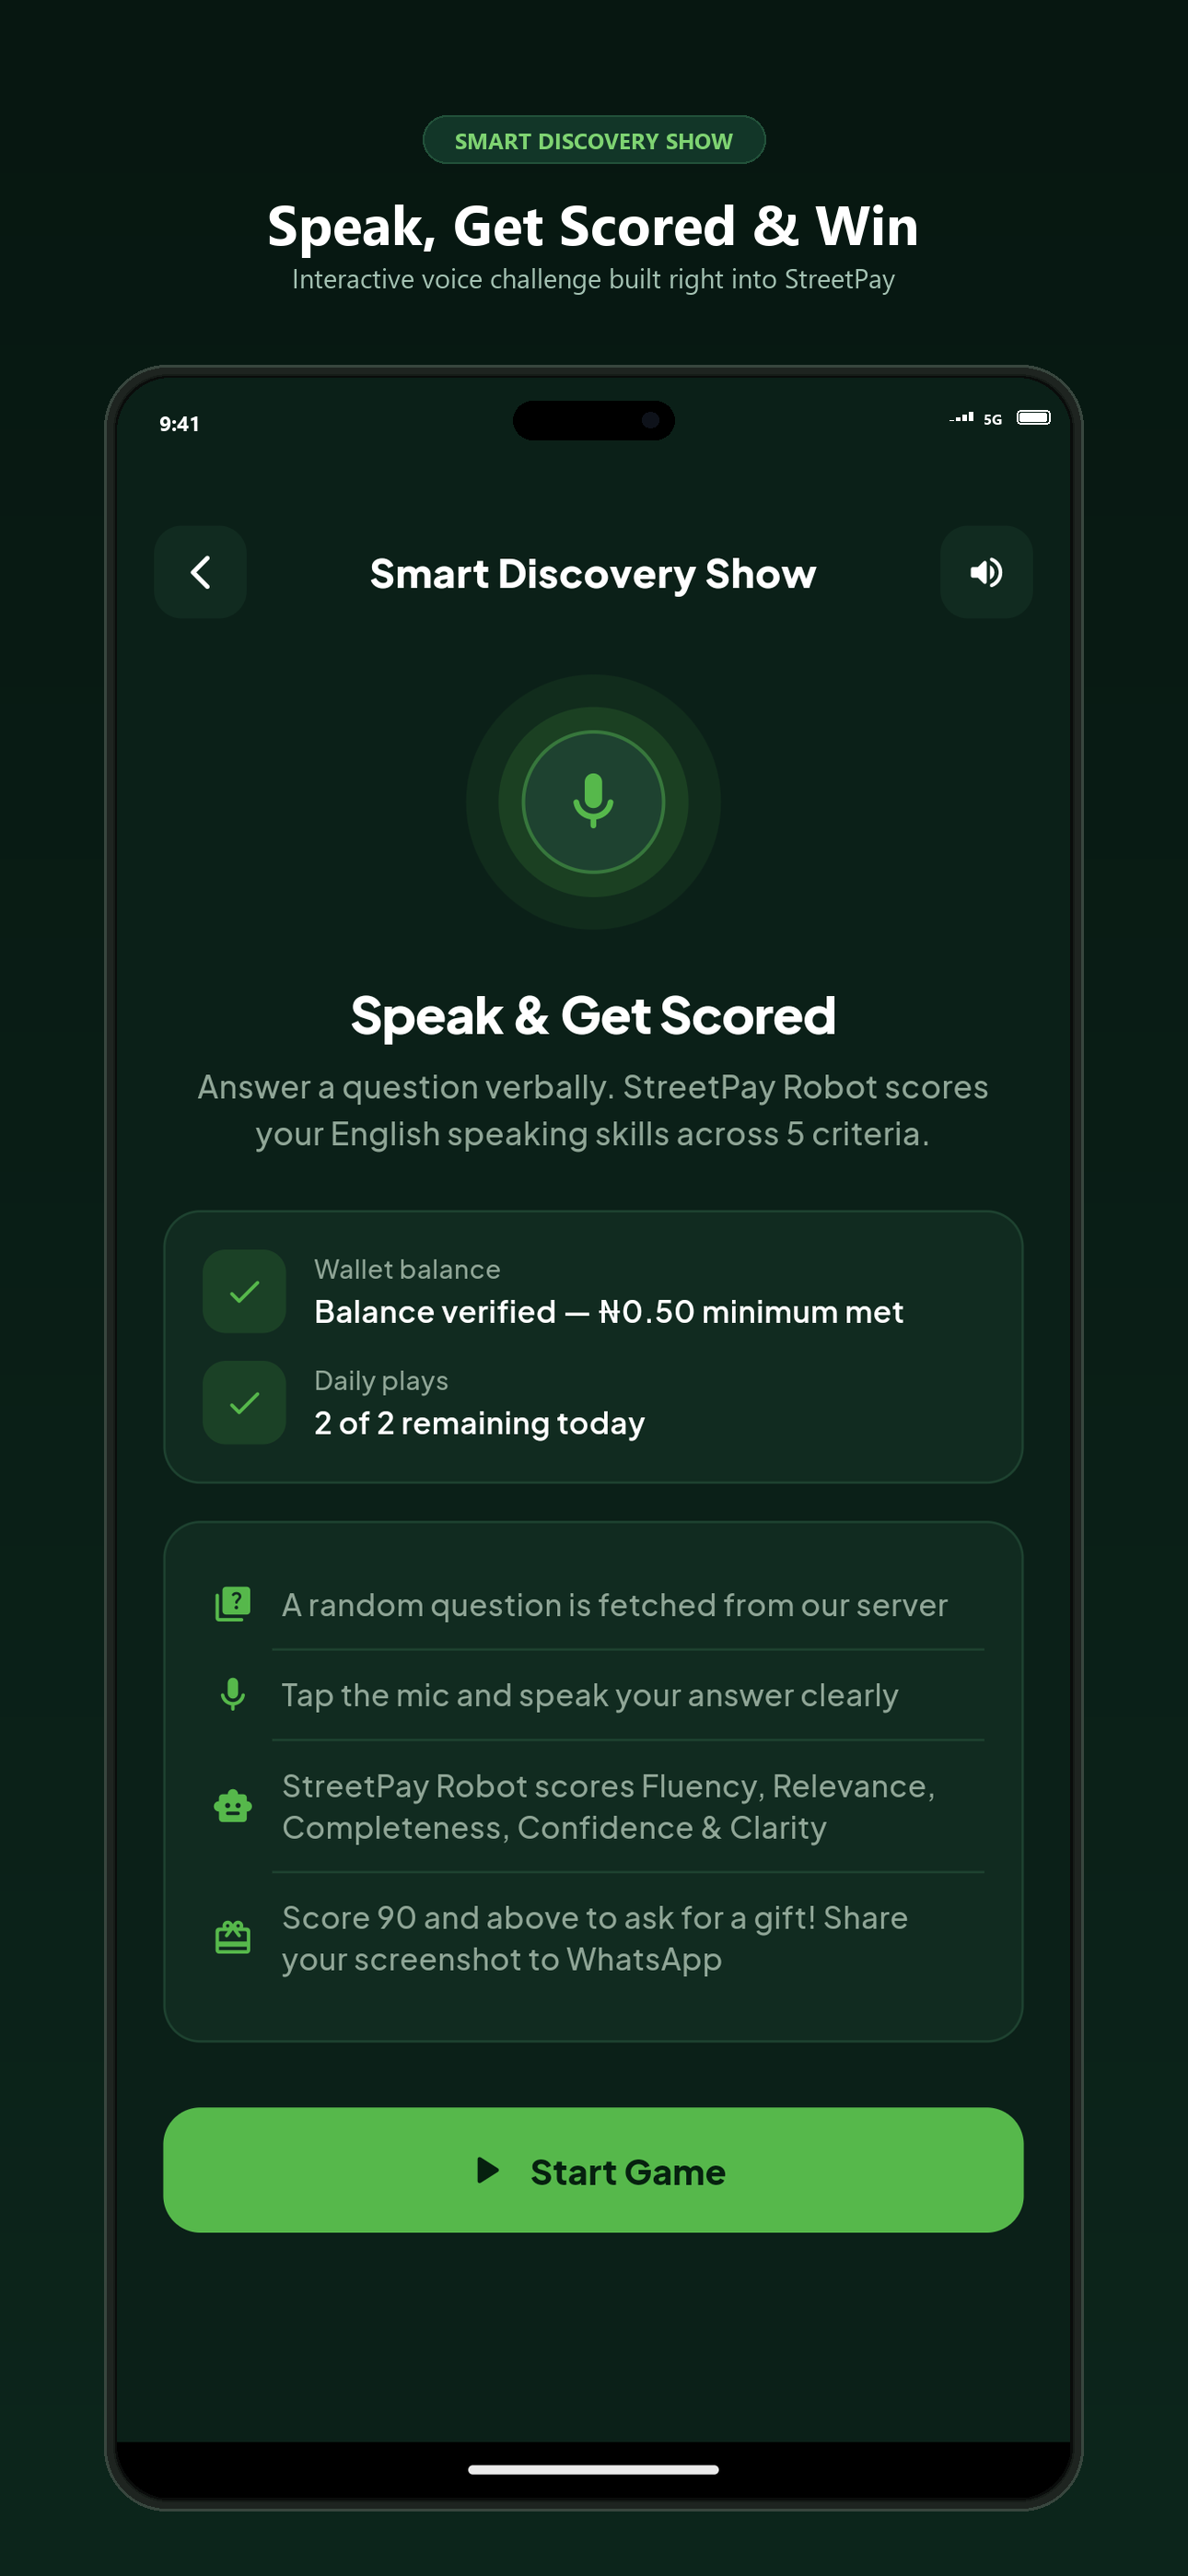 SMART DISCOVERY SHOW
Speak, Get Scored & Win
Interactive voice challenge built right into StreetPay
9:41
5G
Smart Discovery Show
Speak & Get Scored
Answer a question verbally. StreetPay Robot scores
your English speaking skills across 5 criteria.
Wallet balance
Balance verified — ₦0.50 minimum met
Daily plays
2 of 2 remaining today
A random question is fetched from our server
Tap the mic and speak your answer clearly
StreetPay Robot scores Fluency, Relevance,
Completeness, Confidence & Clarity
Score 90 and above to ask for a gift! Share
your screenshot to WhatsApp
Start Game